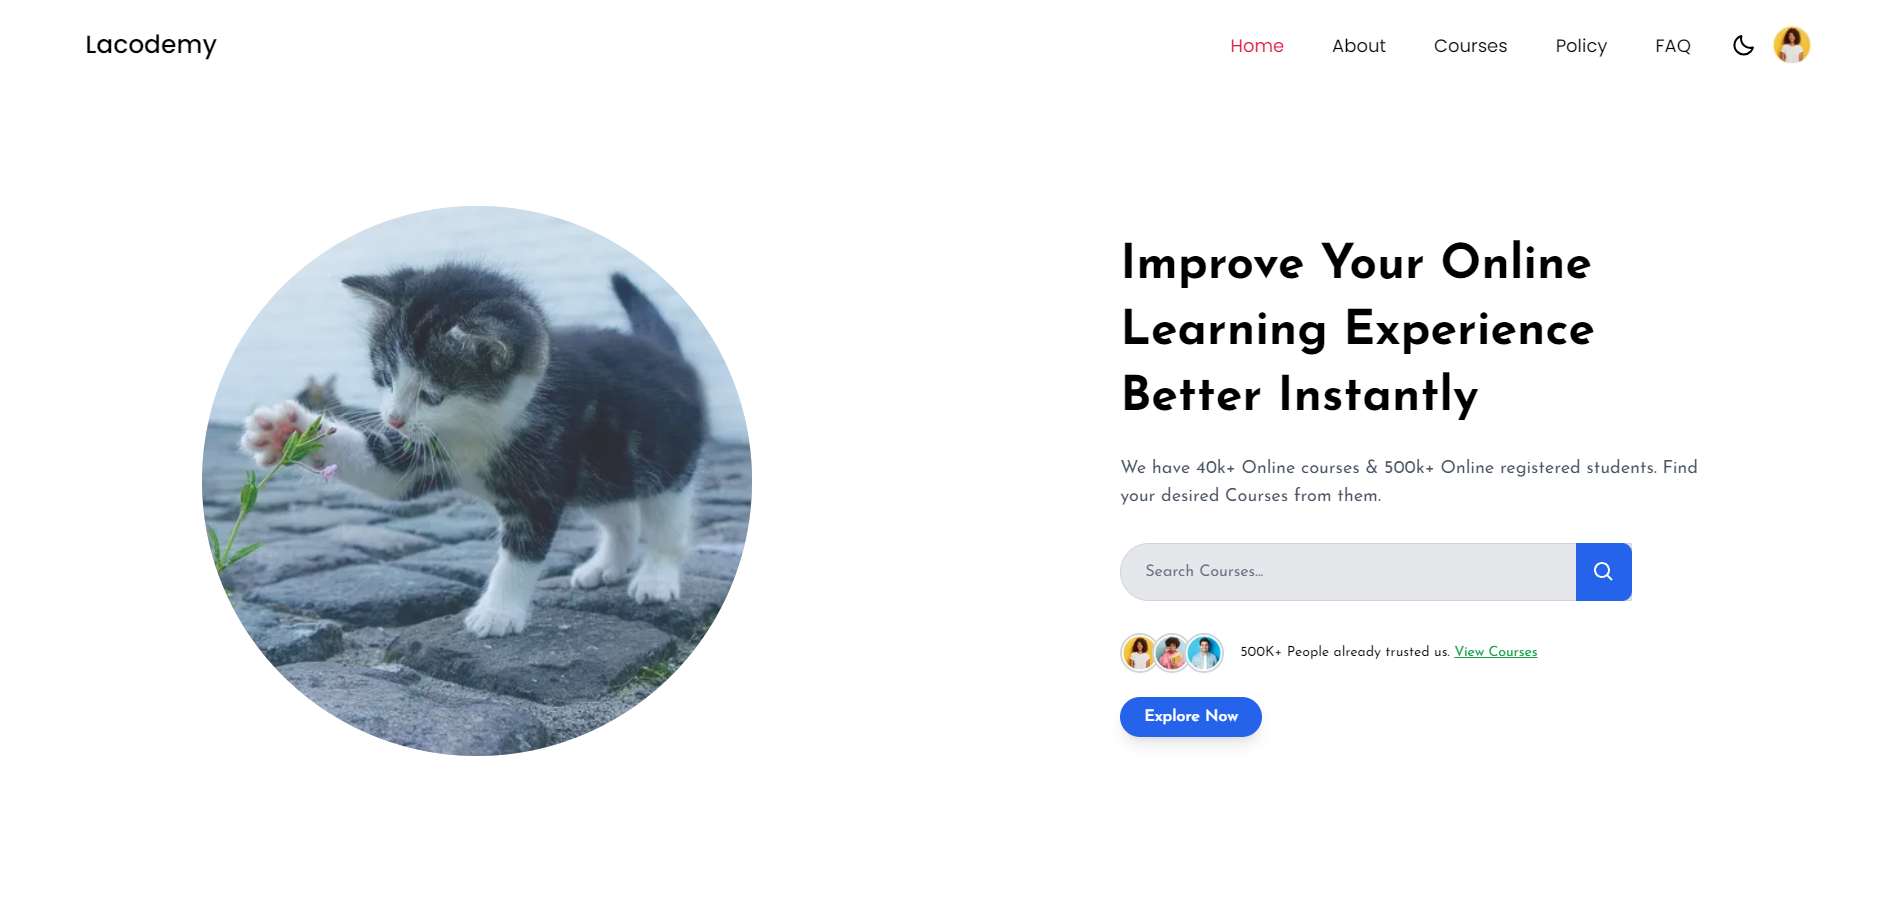 Lacodemy
Home
About
Courses
Policy
FAQ
Improve Your Online
Learning Experience
Better Instantly
We have 40k+ Online courses & 500k+ Online registered students. Find
your desired Courses from them.
Search Courses...
500K+ People already trusted us. View Courses
Explore Now